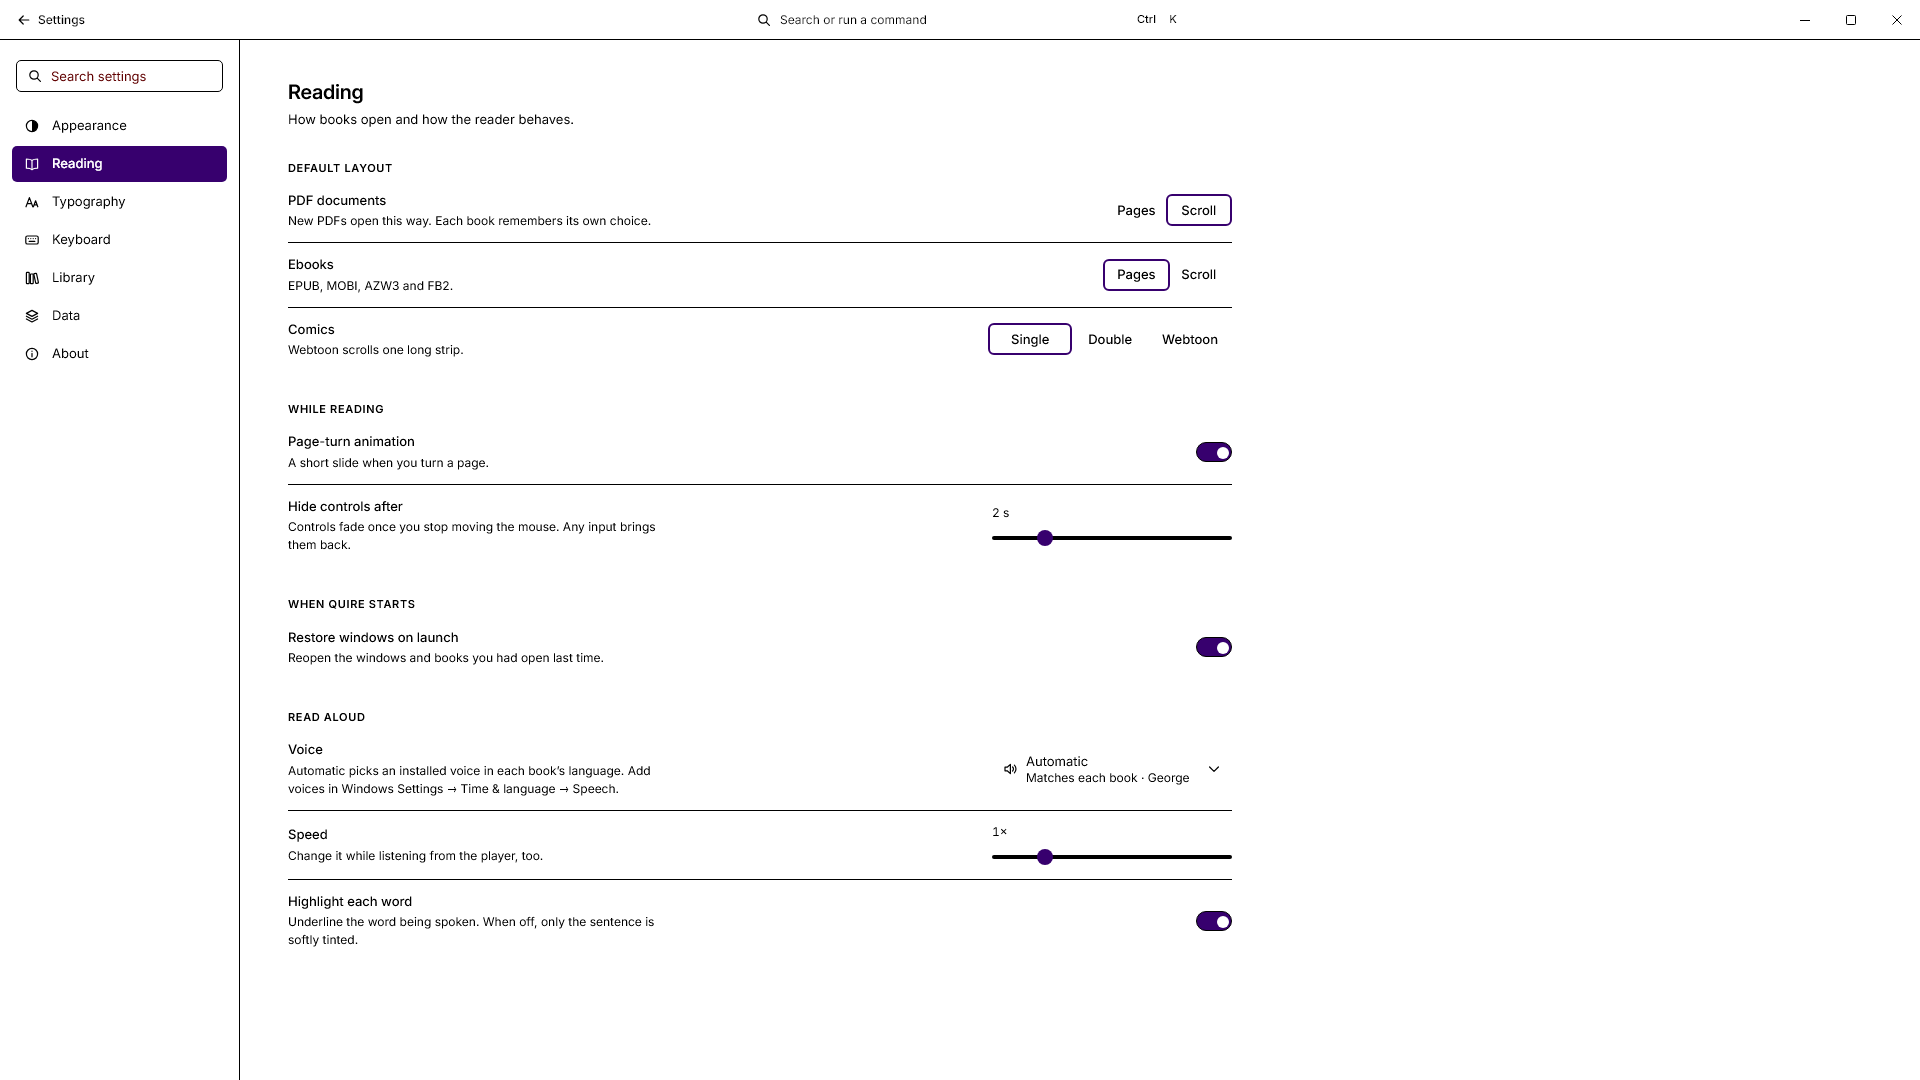 Settings
Search or run a command
Ctrl K
Search settings
Appearance
Reading
Typography
Keyboard
Library
Data
About
Reading
How books open and how the reader behaves.
DEFAULT LAYOUT
PDF documents
New PDFs open this way. Each book remembers its own choice.
Pages Scroll
Ebooks
EPUB, MOBI, AZW3 and FB2.
Pages Scroll
Comics
Webtoon scrolls one long strip.
Single Double Webtoon
WHILE READING
Page-turn animation
A short slide when you turn a page.
Hide controls after
Controls fade once you stop moving the mouse. Any input brings
them back.
2 s
WHEN QUIRE STARTS
Restore windows on launch
Reopen the windows and books you had open last time.
READ ALOUD
Voice
Automatic picks an installed voice in each book’s language. Add
voices in Windows Settings → Time & language → Speech.
Automatic
Matches each book · George
Speed
Change it while listening from the player, too.
1×
Highlight each word
Underline the word being spoken. When off, only the sentence is
softly tinted.